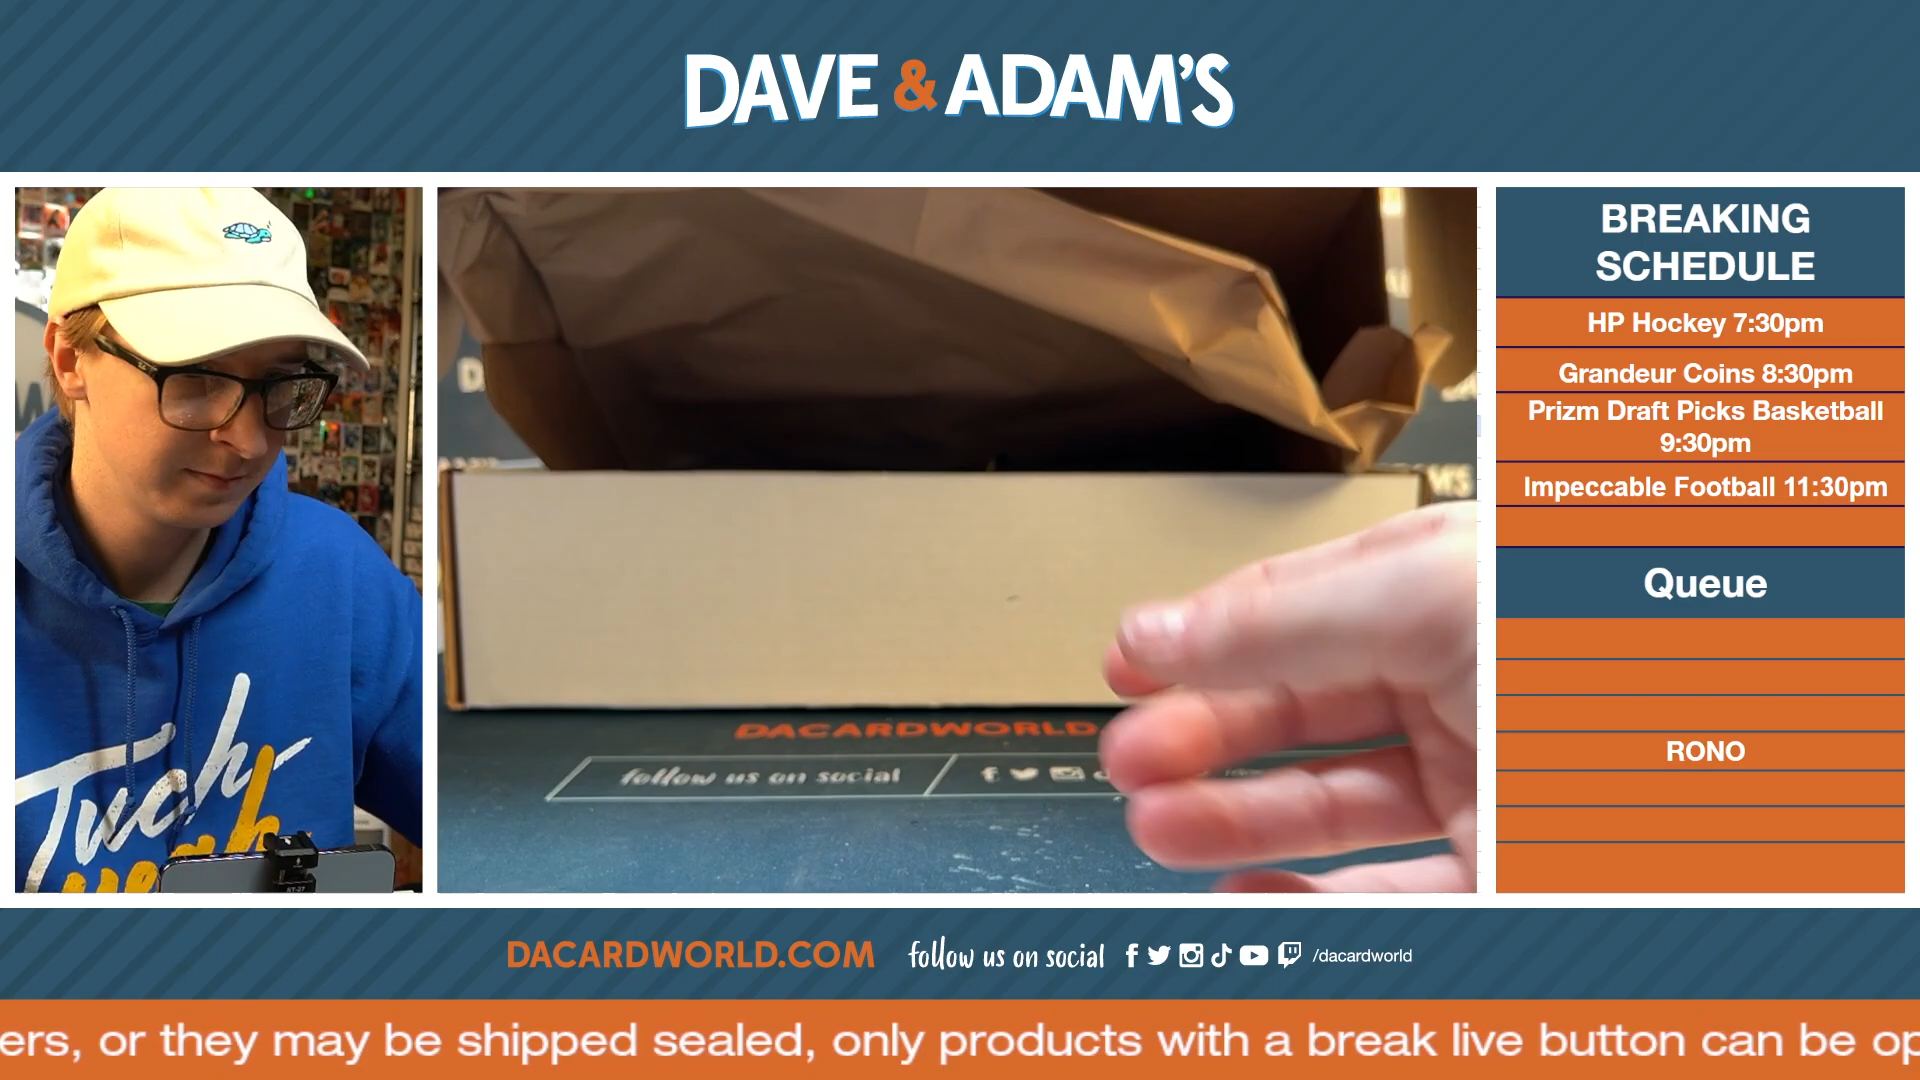 DAVE & ADAM'S
BREAKING
SCHEDULE
HP Hockey 7:30pm
Grandeur Coins 8:30pm
Prizm Draft Picks Basketball
9:30pm
Impeccable Football 11:30pm
Queue
RONO
Tuch
DACARDWORLD
follow us on social
DACARDWORLD.COM follow us on social /dacardworld
ers, or they may be shipped sealed, only products with a break live button can be op